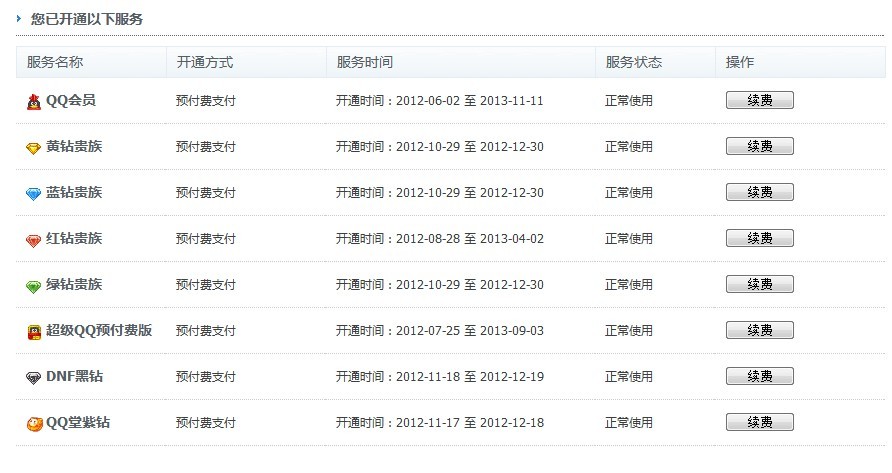 您已开通以下服务
服务名称 开通方式 服务时间 服务状态 操作
QQ会员 预付费支付 开通时间：2012-06-02 至 2013-11-11 正常使用 续费
黄钻贵族 预付费支付 开通时间：2012-10-29 至 2012-12-30 正常使用 续费
蓝钻贵族 预付费支付 开通时间：2012-10-29 至 2012-12-30 正常使用 续费
红钻贵族 预付费支付 开通时间：2012-08-28 至 2013-04-02 正常使用 续费
绿钻贵族 预付费支付 开通时间：2012-10-29 至 2012-12-30 正常使用 续费
超级QQ预付费版 预付费支付 开通时间：2012-07-25 至 2013-09-03 正常使用 续费
DNF黑钻 预付费支付 开通时间：2012-11-18 至 2012-12-19 正常使用 续费
QQ堂紫钻 预付费支付 开通时间：2012-11-17 至 2012-12-18 正常使用 续费